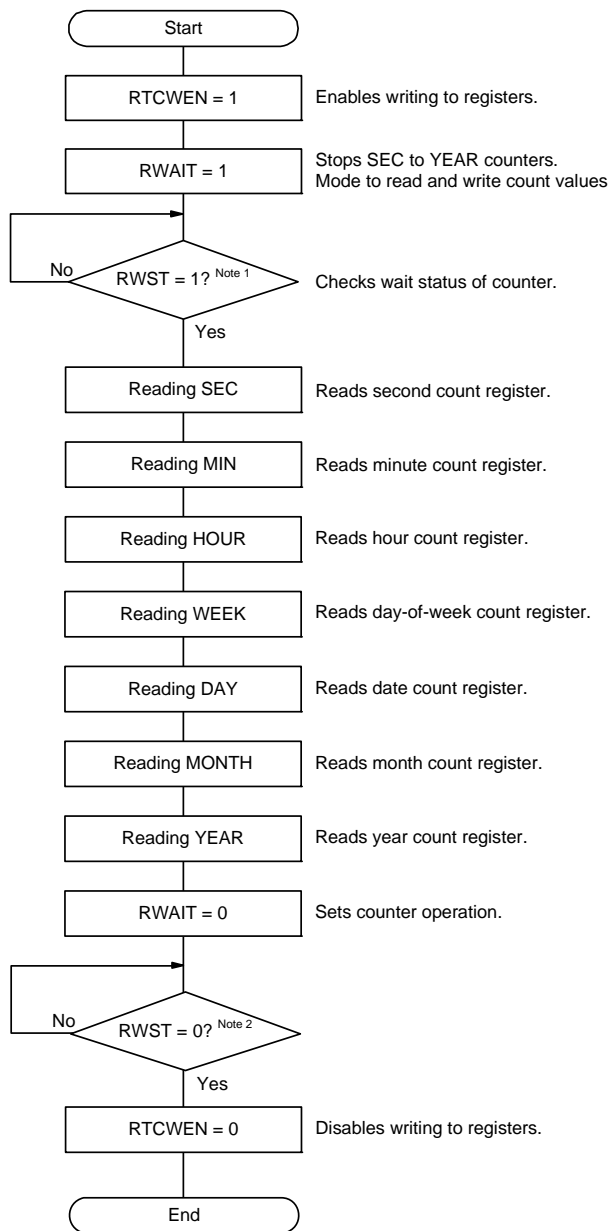 Start
RTCWEN = 1
Enables writing to registers.
RWAIT = 1
Stops SEC to YEAR counters.
Mode to read and write count values
No
RWST = 1? Note 1
Checks wait status of counter.
Yes
Reading SEC
Reads second count register.
Reading MIN
Reads minute count register.
Reading HOUR
Reads hour count register.
Reading WEEK
Reads day-of-week count register.
Reading DAY
Reads date count register.
Reading MONTH
Reads month count register.
Reading YEAR
Reads year count register.
RWAIT = 0
Sets counter operation.
No
RWST = 0? Note 2
Yes
RTCWEN = 0
Disables writing to registers.
End